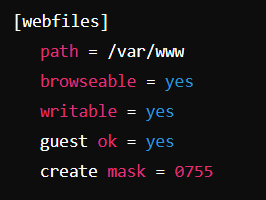 [webfiles]
path = /var/www
browseable = yes
writable = yes
guest ok = yes
create mask = 0755